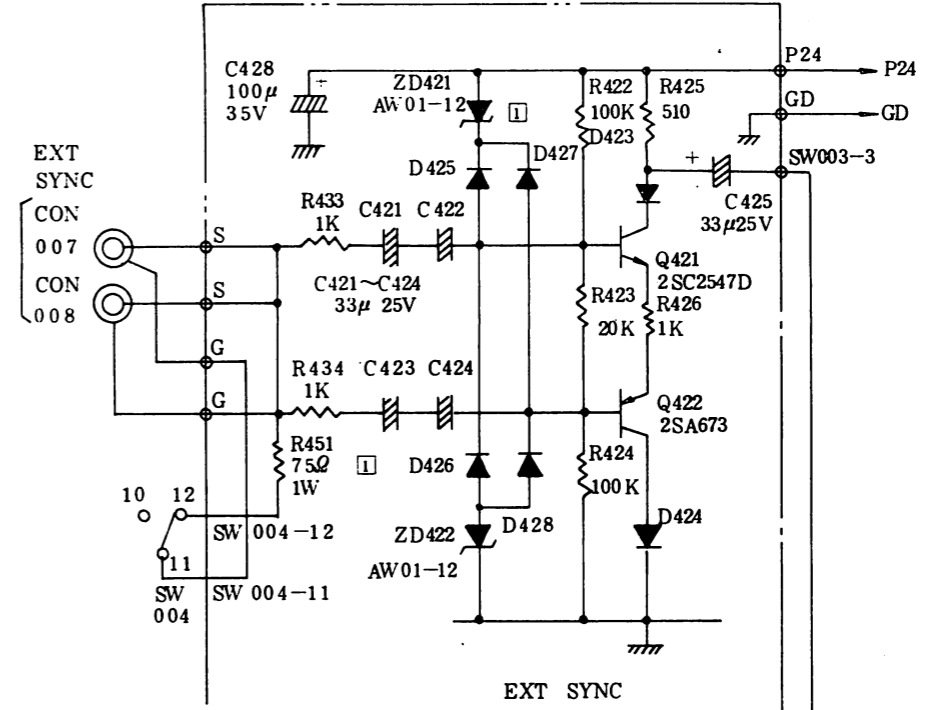 P24
P24
GD
GD
SW003-3
C428
100μ
35V
+
ZD421
AW01-12
1
R422
100K
D423
R425
510
D425
D427
+
C425
33μ25V
EXT
SYNC
CON
007
CON
008
S
S
G
G
R433
1K
C421
C422
C421~C424
33μ 25V
Q421
2SC2547D
R423
20K
R426
1K
R434
1K
C423
C424
Q422
2SA673
R451
75Ω
1W
1
D426
R424
100K
10
12
11
SW 004-12
SW
004
SW 004-11
ZD422
AW01-12
D428
D424
EXT SYNC